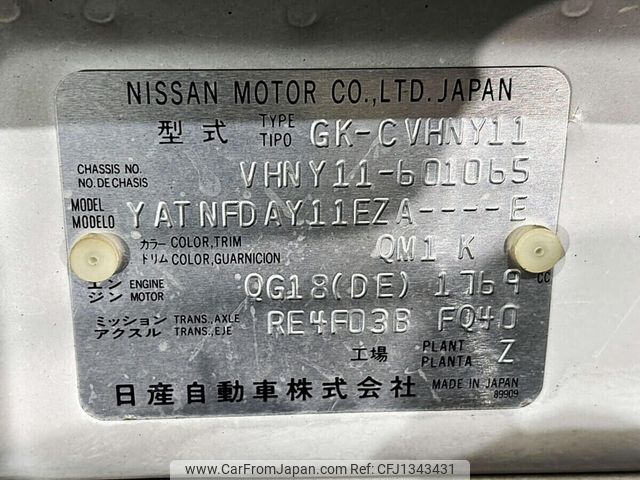 NISSAN MOTOR CO.,LTD. JAPAN
型式 TYPE TIPO GK-CVHNY11
CHASSIS NO. NO. DE CHASIS VHNY11-601065
MODEL MODELO YATNFDAY11EZA----E
カラー COLOR, TRIM
トリム COLOR, GUARNICION QM1 K
エンジン ENGINE MOTOR QG18(DE) 1769 CC
ミッション TRANS., AXLE
アクスル TRANS., EJE RE4F03B FQ40
工場 PLANT PLANTA Z
日産自動車株式会社 MADE IN JAPAN
89909
www.CarFromJapan.com - CFJ1343431